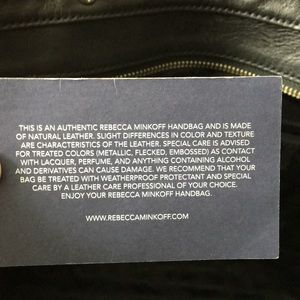 THIS IS AN AUTHENTIC REBECCA MINKOFF HANDBAG AND IS MADE
OF NATURAL LEATHER. SLIGHT DIFFERENCES IN COLOR AND TEXTURE
ARE CHARACTERISTICS OF THE LEATHER. SPECIAL CARE IS ADVISED
FOR TREATED COLORS (METALLIC, FLECKED, EMBOSSED) AS CONTACT
WITH LACQUER, PERFUME, AND ANYTHING CONTAINING ALCOHOL
AND DERIVATIVES CAN CAUSE DAMAGE. WE RECOMMEND THAT YOUR
BAG BE TREATED WITH WEATHERPROOF PROTECTANT AND SPECIAL
CARE BY A LEATHER CARE PROFESSIONAL OF YOUR CHOICE.
ENJOY YOUR REBECCA MINKOFF HANDBAG.
WWW.REBECCAMINKOFF.COM